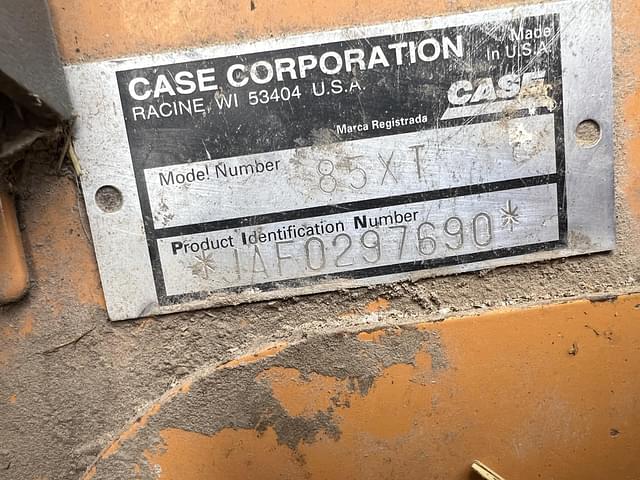 CASE CORPORATION
RACINE, WI 53404 U.S.A.
Made
In U.S.A.
CASE
Marca Registrada
Model Number 85XT
Product Identification Number
*JAF0297690*